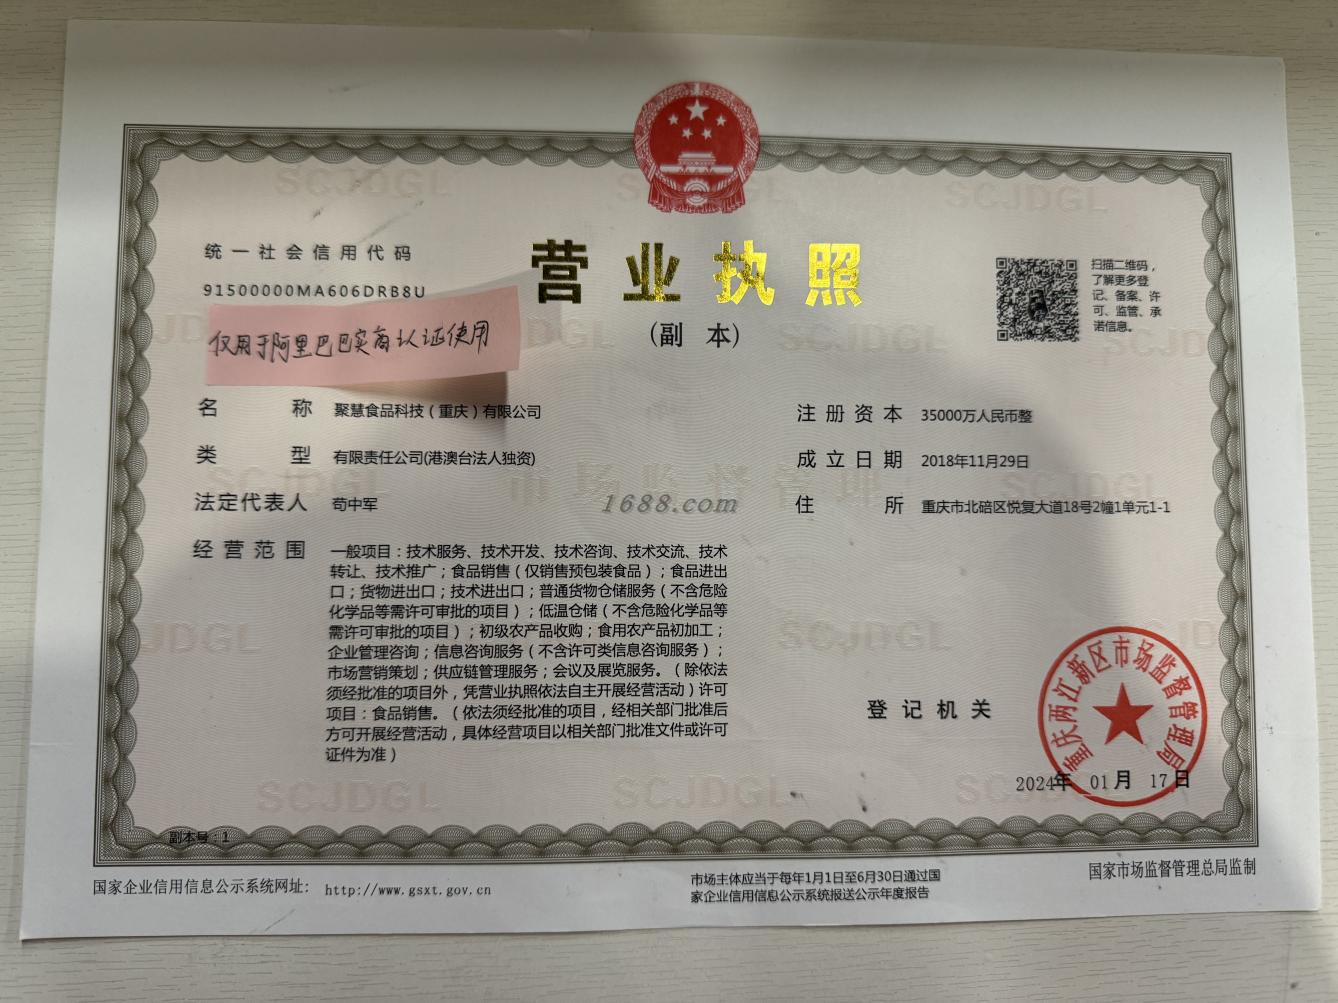 统一社会信用代码
91500000MA606DRB8U
仅用于阿里巴巴实商认证使用
营业执照
(副 本)
扫描二维码，
了解更多登
记、备案、许
可、监管、承
诺信息。
名 称 聚慧食品科技（重庆）有限公司
类 型 有限责任公司(港澳台法人独资)
法定代表人 苟中军
经营范围 一般项目：技术服务、技术开发、技术咨询、技术交流、技术
转让、技术推广；食品销售（仅销售预包装食品）；食品进出
口；货物进出口；技术进出口；普通货物仓储服务（不含危险
化学品等需许可审批的项目）；低温仓储（不含危险化学品等
需许可审批的项目）；初级农产品收购；食用农产品初加工；
企业管理咨询；信息咨询服务（不含许可类信息咨询服务）；
市场营销策划；供应链管理服务；会议及展览服务。（除依法
须经批准的项目外，凭营业执照依法自主开展经营活动）许可
项目：食品销售。（依法须经批准的项目，经相关部门批准后
方可开展经营活动，具体经营项目以相关部门批准文件或许可
证件为准）
注册资本 35000万人民币整
成立日期 2018年11月29日
住 所 重庆市北碚区悦复大道18号2幢1单元1-1
1688.com
市场监督管理
SCJDGL
登记机关
重庆两江新区市场监督管理局
2024年 01月 17日
副本号：1
国家企业信用信息公示系统网址： http://www.gsxt.gov.cn
市场主体应当于每年1月1日至6月30日通过国
家企业信用信息公示系统报送公示年度报告
国家市场监督管理总局监制